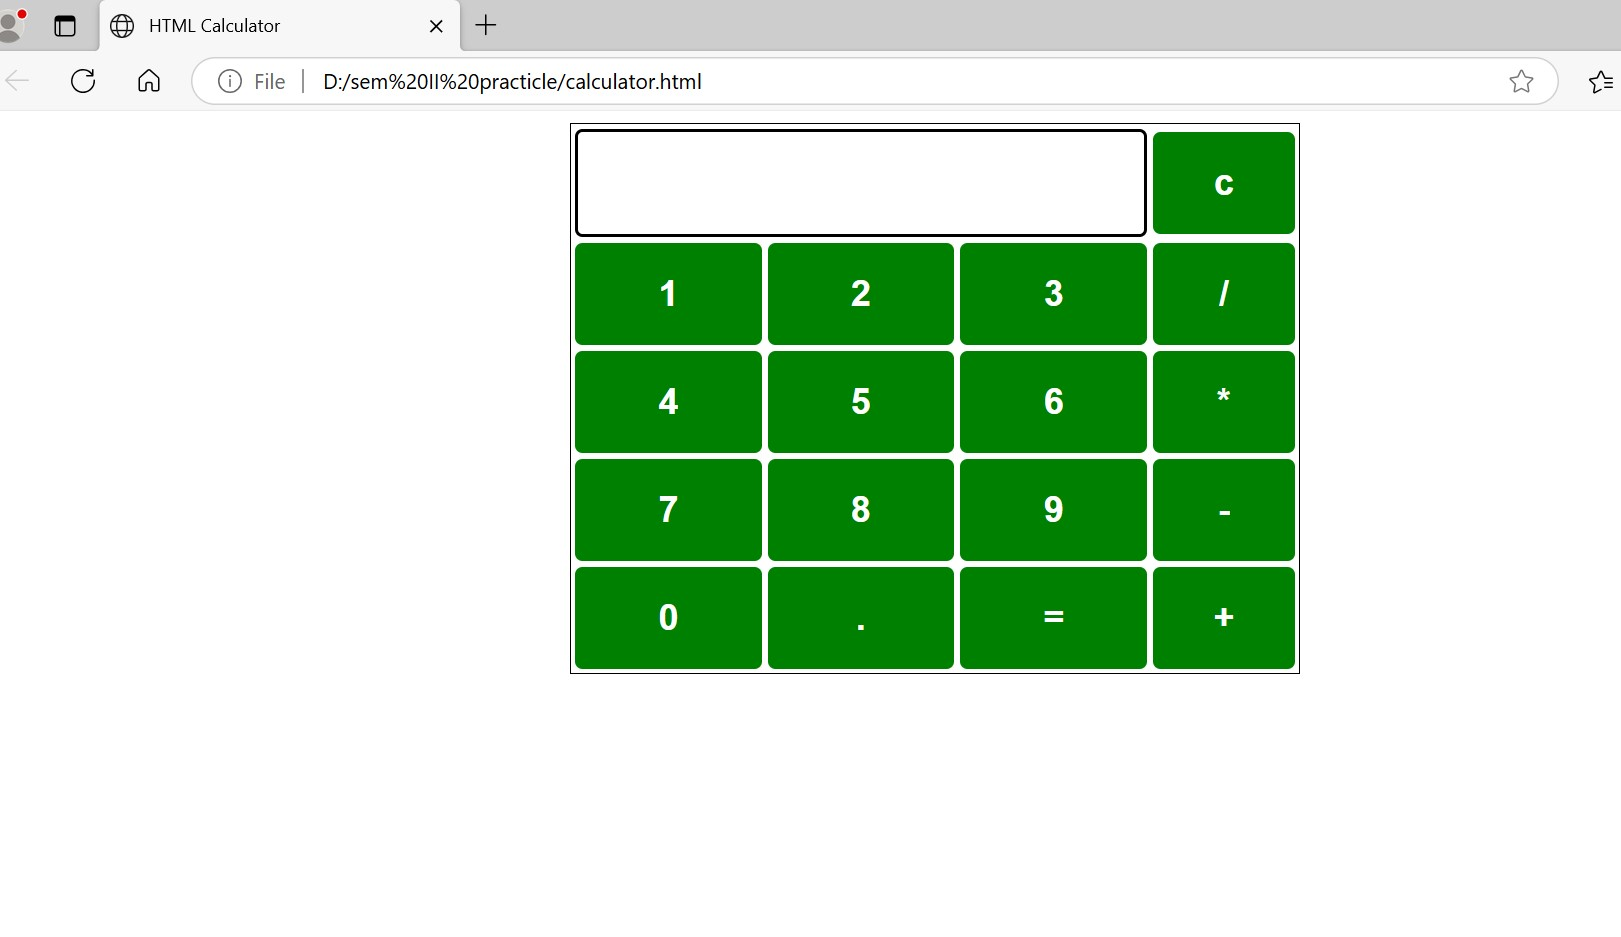 HTML Calculator
File D:/sem%20II%20practicle/calculator.html
c
1 2 3 /
4 5 6 *
7 8 9 -
0 . = +